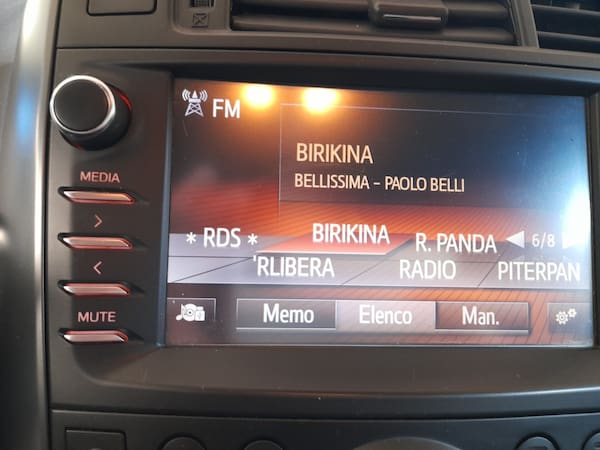 FM
BIRIKINA
BELLISSIMA - PAOLO BELLI
MEDIA
* RDS * BIRIKINA R. PANDA 6/8
'RLIBERA RADIO PITERPAN
MUTE
Memo Elenco Man.